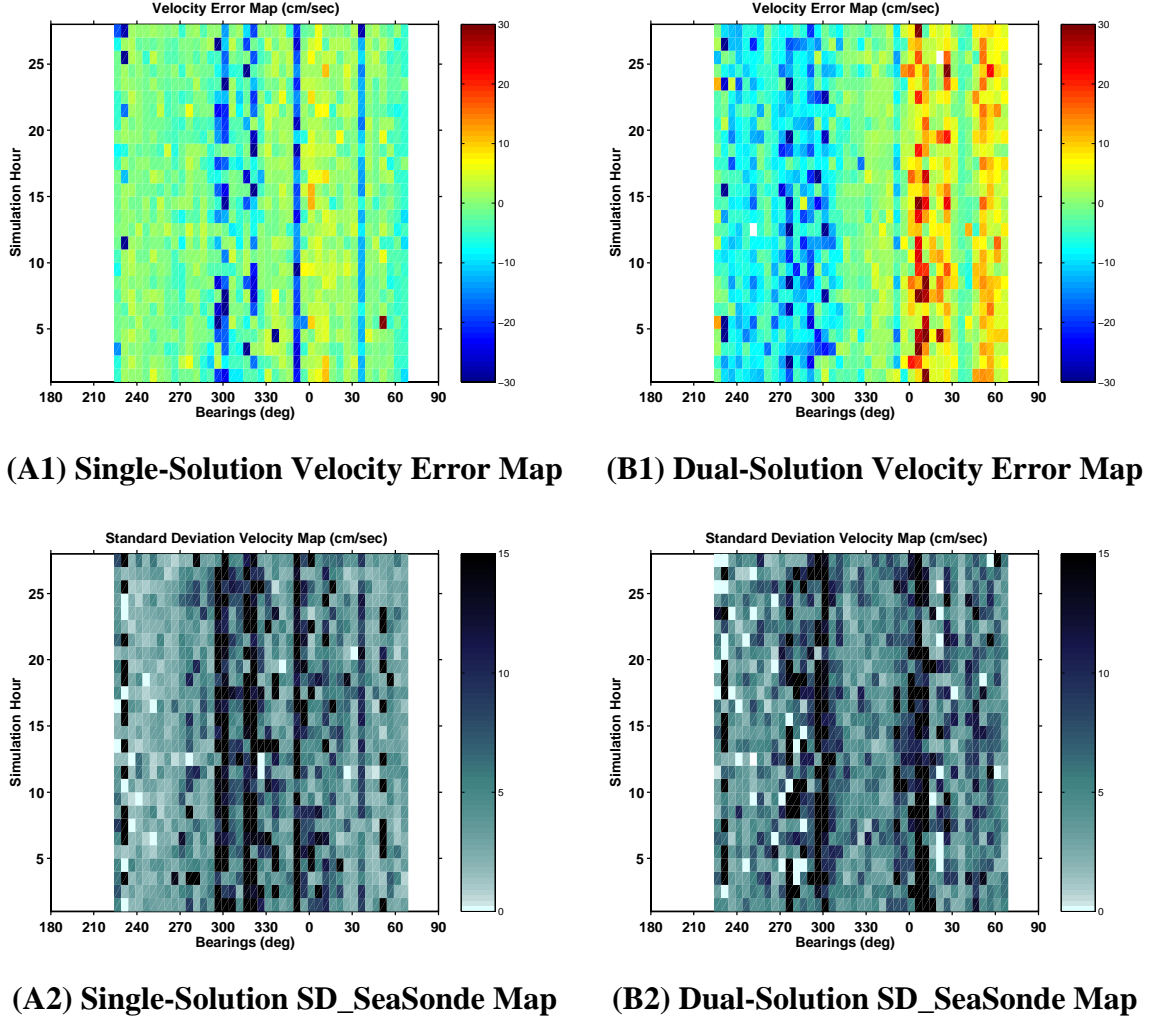 Velocity Error Map (cm/sec)
Simulation Hour
25
20
15
10
5
180 210 240 270 300 330 0 30 60 90
Bearings (deg)
30
20
10
0
−10
−20
−30
(A1) Single-Solution Velocity Error Map
Velocity Error Map (cm/sec)
Simulation Hour
25
20
15
10
5
180 210 240 270 300 330 0 30 60 90
Bearings (deg)
30
20
10
0
−10
−20
−30
(B1) Dual-Solution Velocity Error Map
Standard Deviation Velocity Map (cm/sec)
Simulation Hour
25
20
15
10
5
180 210 240 270 300 330 0 30 60 90
Bearings (deg)
15
10
5
0
(A2) Single-Solution SD_SeaSonde Map
Standard Deviation Velocity Map (cm/sec)
Simulation Hour
25
20
15
10
5
180 210 240 270 300 330 0 30 60 90
Bearings (deg)
15
10
5
0
(B2) Dual-Solution SD_SeaSonde Map